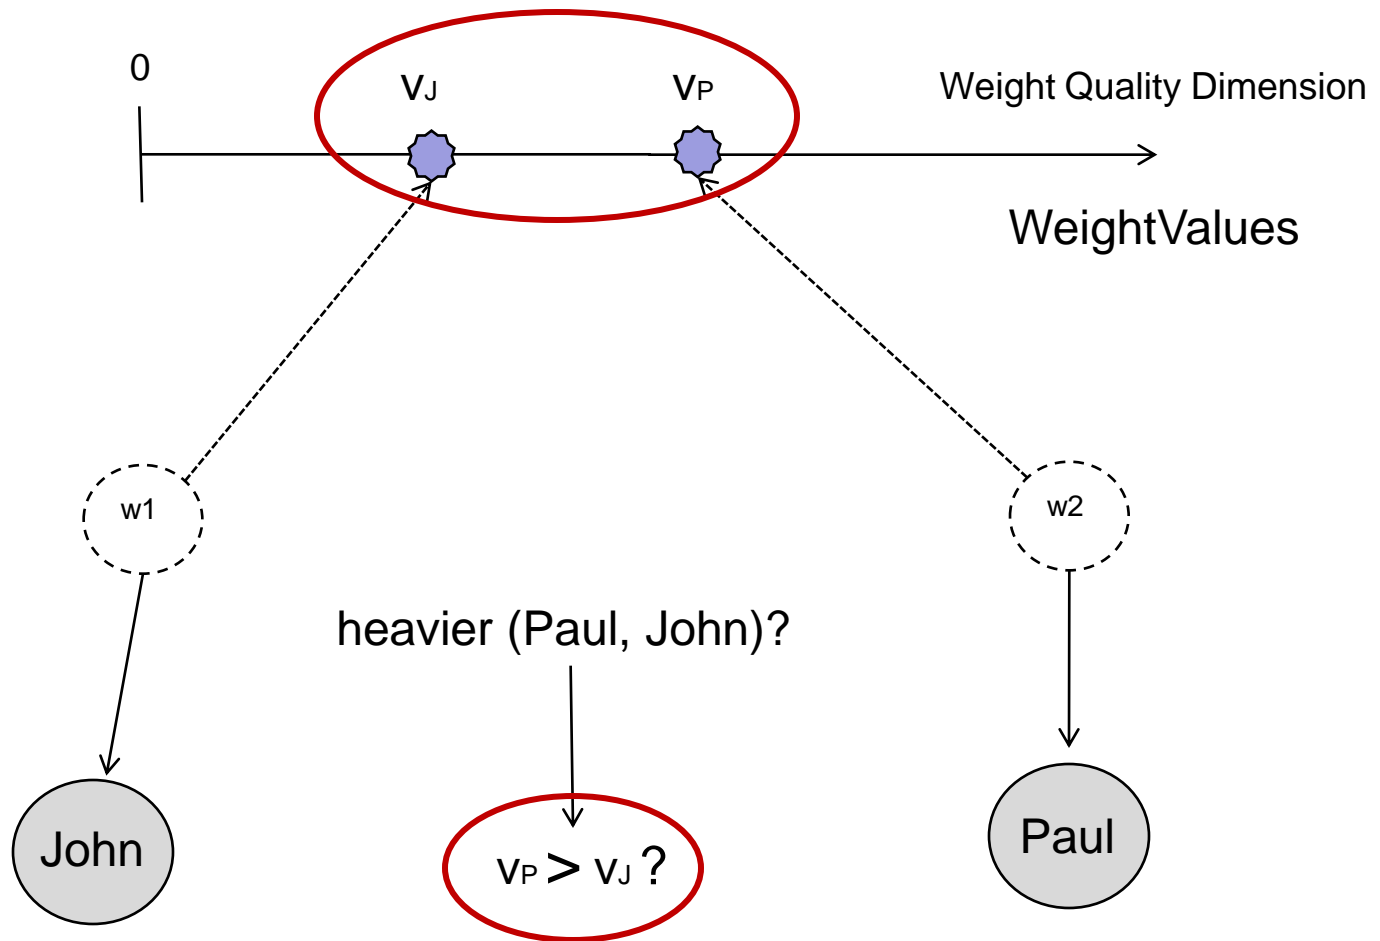 0
vJ
vP
Weight Quality Dimension
WeightValues
w1
w2
heavier (Paul, John)?
John
vP > vJ ?
Paul